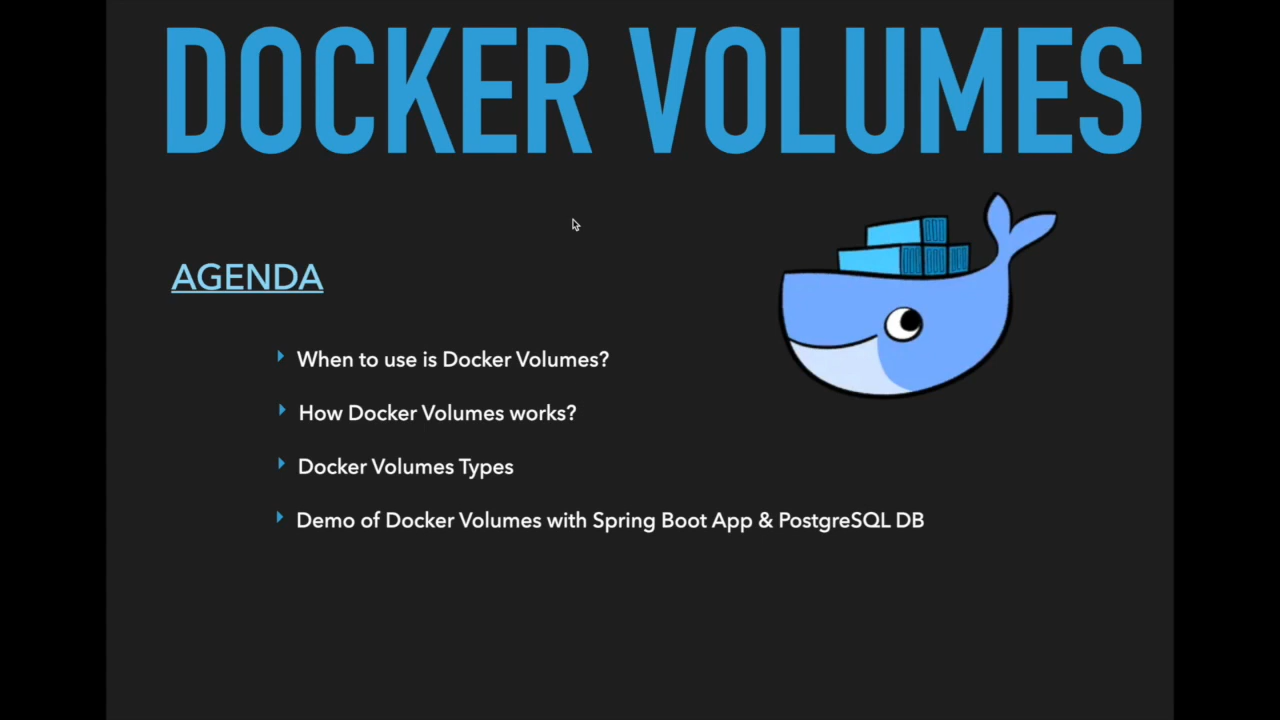 DOCKER VOLUMES
AGENDA
When to use is Docker Volumes?
How Docker Volumes works?
Docker Volumes Types
Demo of Docker Volumes with Spring Boot App & PostgreSQL DB